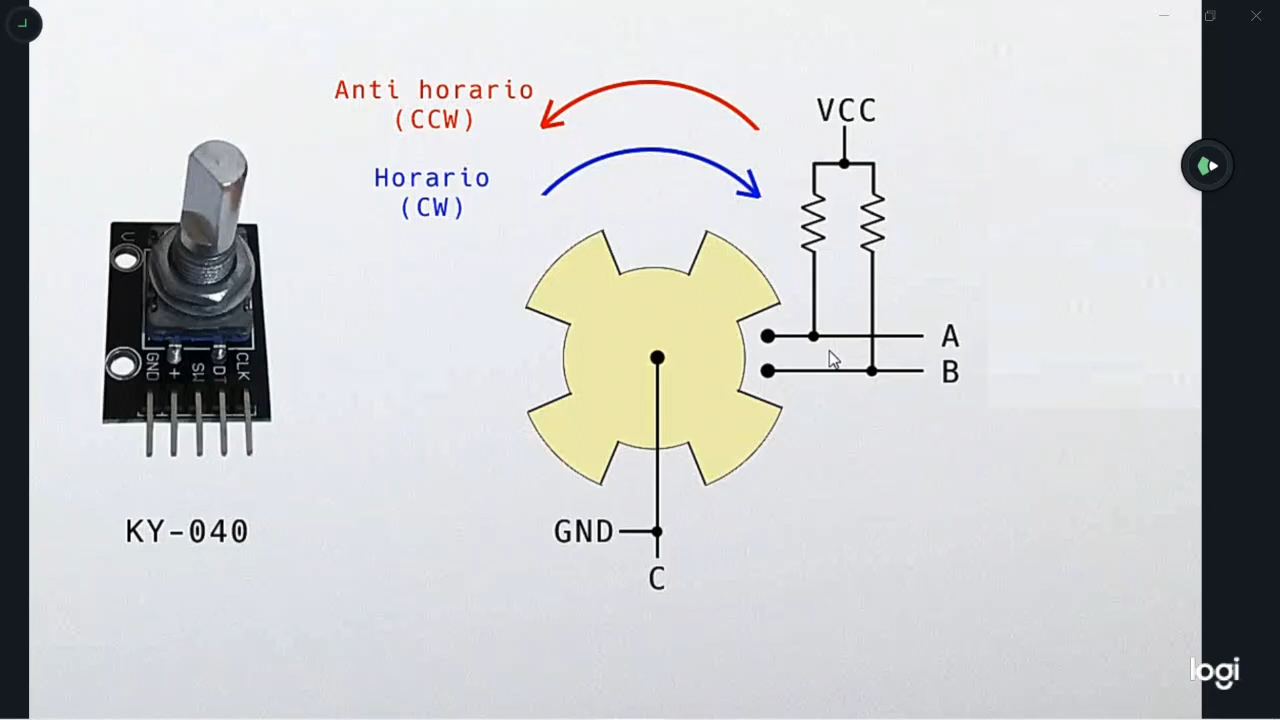 Anti horario
(CCW)
Horario
(CW)
VCC
A
B
GND
C
GND
+
SW
DT
CLK
KY-040
logi